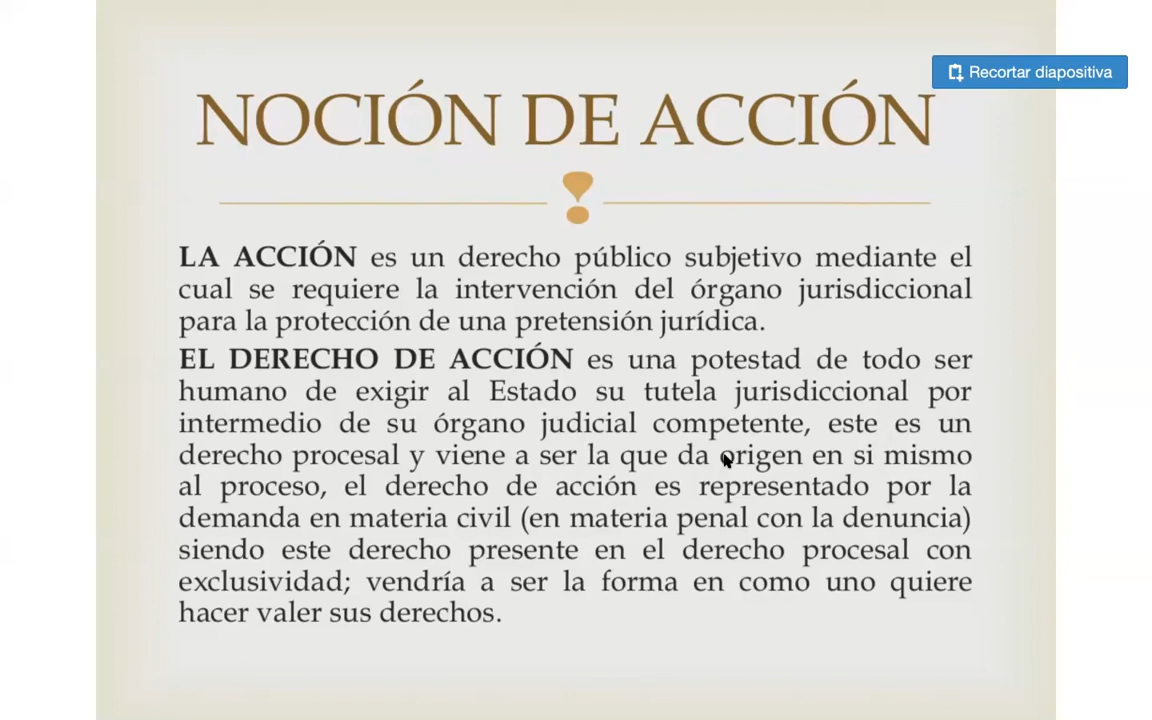 Recortar diapositiva
NOCIÓN DE ACCIÓN
LA ACCIÓN es un derecho público subjetivo mediante el
cual se requiere la intervención del órgano jurisdiccional
para la protección de una pretensión jurídica.
EL DERECHO DE ACCIÓN es una potestad de todo ser
humano de exigir al Estado su tutela jurisdiccional por
intermedio de su órgano judicial competente, este es un
derecho procesal y viene a ser la que da origen en si mismo
al proceso, el derecho de acción es representado por la
demanda en materia civil (en materia penal con la denuncia)
siendo este derecho presente en el derecho procesal con
exclusividad; vendría a ser la forma en como uno quiere
hacer valer sus derechos.